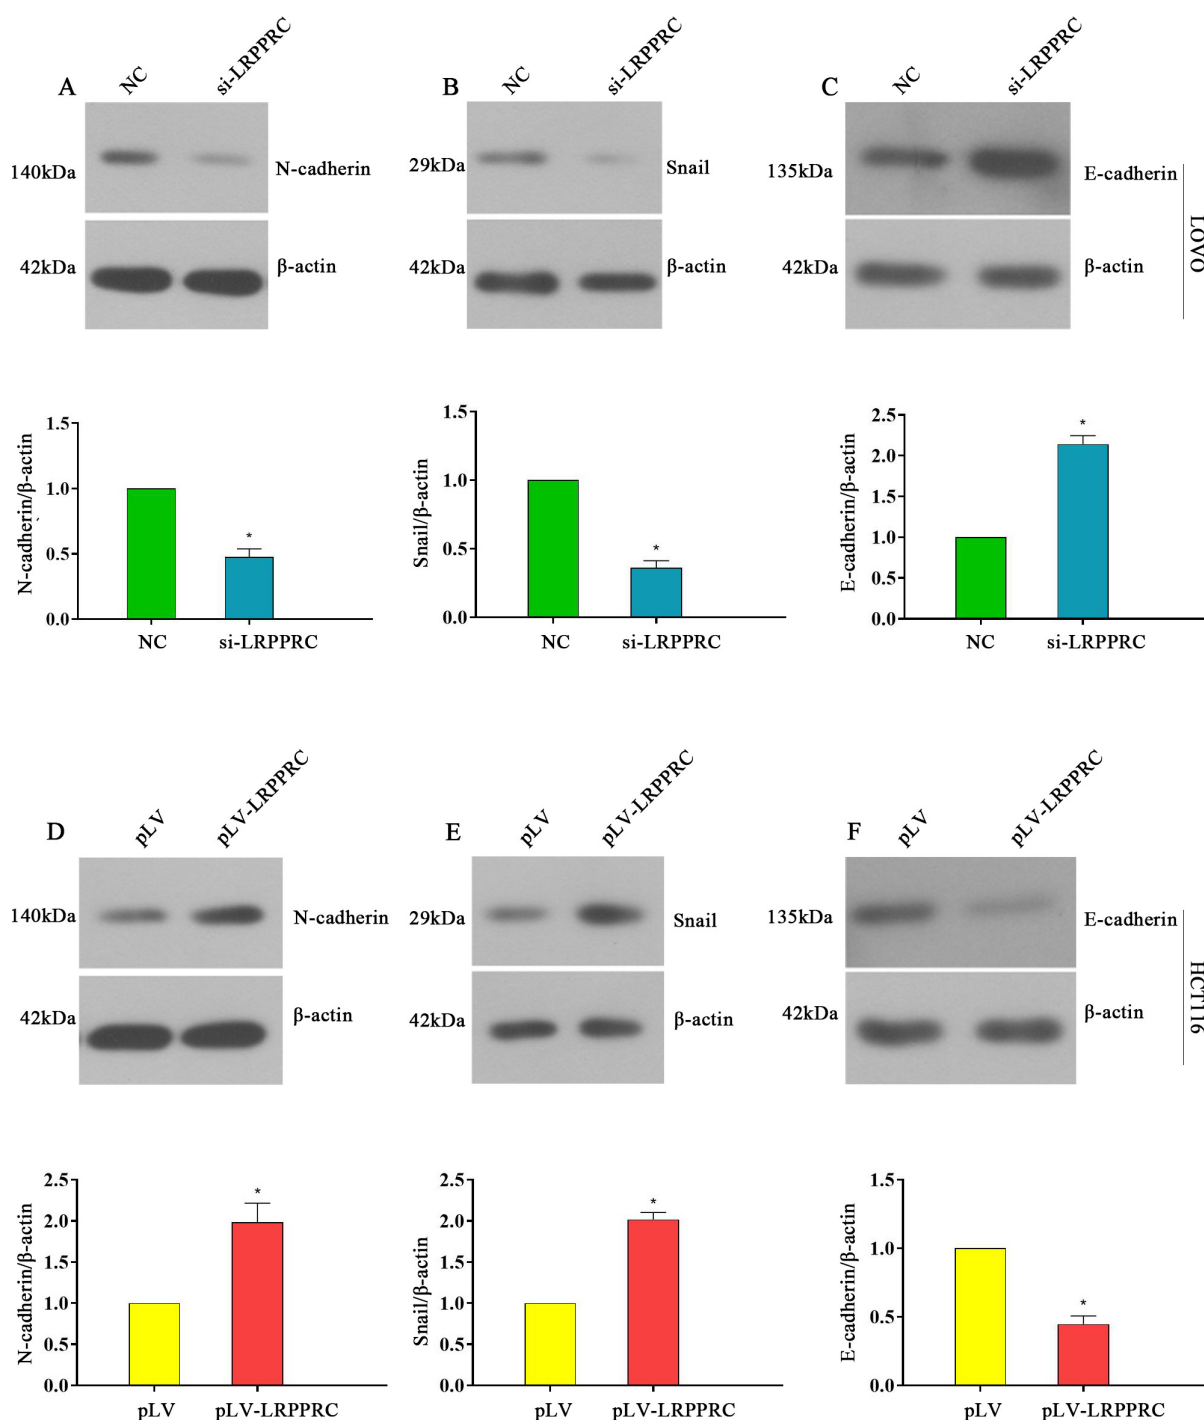 A
NC
si-LRPPRC
140kDa
N-cadherin
42kDa
β-actin
B
NC
si-LRPPRC
29kDa
Snail
42kDa
β-actin
C
NC
si-LRPPRC
135kDa
E-cadherin
42kDa
β-actin
LOVO
N-cadherin/β-actin
1.5
1.0
0.5
0.0
*
NC si-LRPPRC
Snail/β-actin
1.5
1.0
0.5
0.0
*
NC si-LRPPRC
E-cadherin/β-actin
2.5
2.0
1.5
1.0
0.5
0.0
*
NC si-LRPPRC
D
pLV
pLV-LRPPRC
140kDa
N-cadherin
42kDa
β-actin
E
pLV
pLV-LRPPRC
29kDa
Snail
42kDa
β-actin
F
pLV
pLV-LRPPRC
135kDa
E-cadherin
42kDa
β-actin
HCT116
N-cadherin/β-actin
2.5
2.0
1.5
1.0
0.5
0.0
*
pLV pLV-LRPPRC
Snail/β-actin
2.5
2.0
1.5
1.0
0.5
0.0
*
pLV pLV-LRPPRC
E-cadherin/β-actin
1.5
1.0
0.5
0.0
*
pLV pLV-LRPPRC